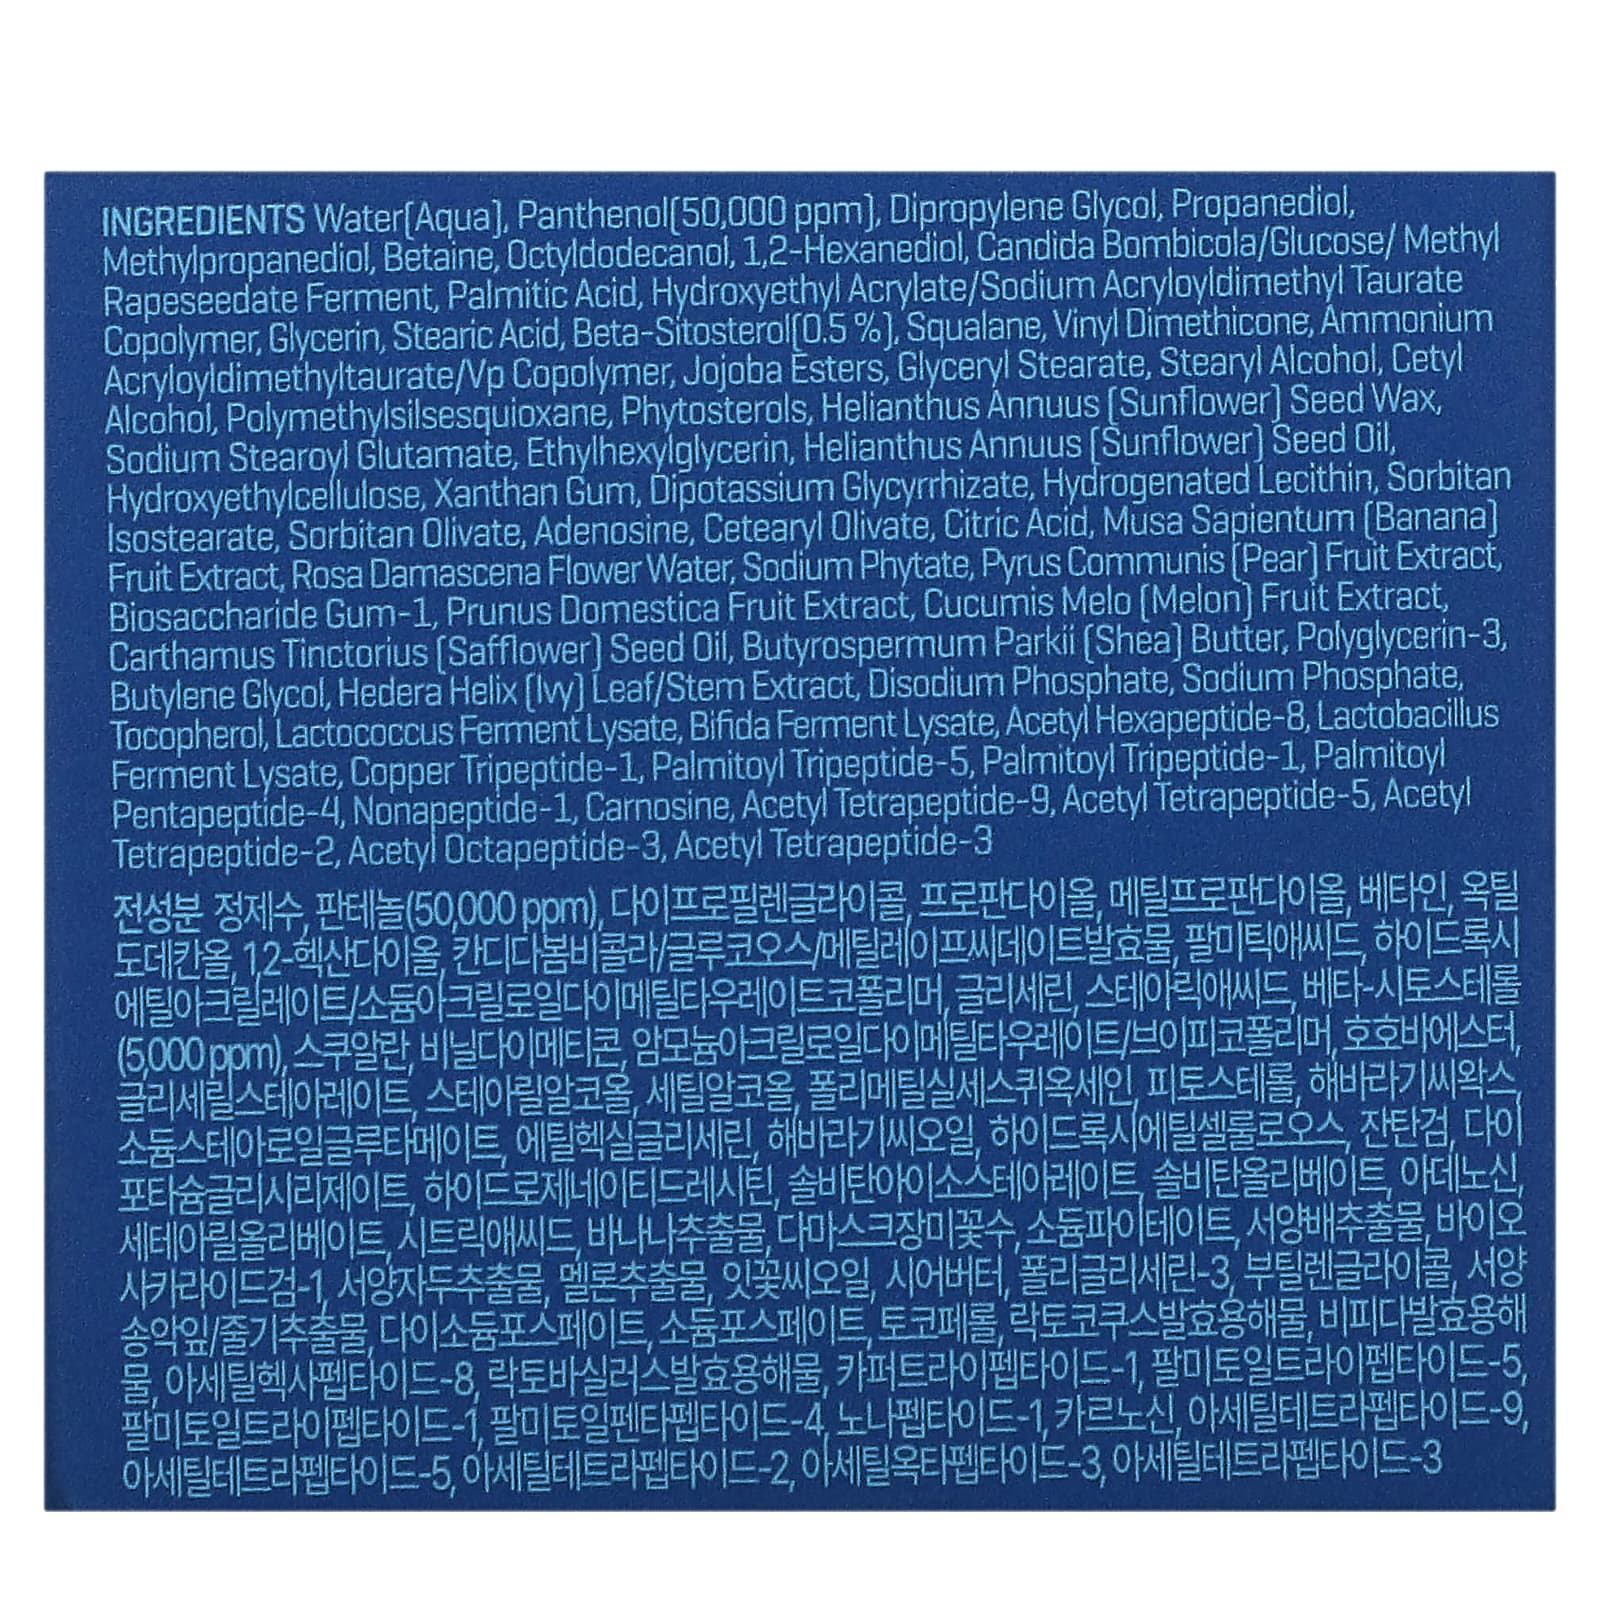 INGREDIENTS Water(Aqua), Panthenol(50,000 ppm), Dipropylene Glycol, Propanediol,
Methylpropanediol, Betaine, Octyldodecanol, 1,2-Hexanediol, Candida Bombicola/Glucose/ Methyl
Rapeseedate Ferment, Palmitic Acid, Hydroxyethyl Acrylate/Sodium Acryloyldimethyl Taurate
Copolymer, Glycerin, Stearic Acid, Beta-Sitosterol(0.5 %), Squalane, Vinyl Dimethicone, Ammonium
Acryloyldimethyltaurate/Vp Copolymer, Jojoba Esters, Glyceryl Stearate, Stearyl Alcohol, Cetyl
Alcohol, Polymethylsilsesquioxane, Phytosterols, Helianthus Annuus (Sunflower) Seed Wax,
Sodium Stearoyl Glutamate, Ethylhexylglycerin, Helianthus Annuus (Sunflower) Seed Oil,
Hydroxyethylcellulose, Xanthan Gum, Dipotassium Glycyrrhizate, Hydrogenated Lecithin, Sorbitan
Isostearate, Sorbitan Olivate, Adenosine, Cetearyl Olivate, Citric Acid, Musa Sapientum (Banana)
Fruit Extract, Rosa Damascena Flower Water, Sodium Phytate, Pyrus Communis (Pear) Fruit Extract,
Biosaccharide Gum-1, Prunus Domestica Fruit Extract, Cucumis Melo (Melon) Fruit Extract,
Carthamus Tinctorius (Safflower) Seed Oil, Butyrospermum Parkii (Shea) Butter, Polyglycerin-3,
Butylene Glycol, Hedera Helix (Ivy) Leaf/Stem Extract, Disodium Phosphate, Sodium Phosphate,
Tocopherol, Lactococcus Ferment Lysate, Bifida Ferment Lysate, Acetyl Hexapeptide-8, Lactobacillus
Ferment Lysate, Copper Tripeptide-1, Palmitoyl Tripeptide-5, Palmitoyl Tripeptide-1, Palmitoyl
Pentapeptide-4, Nonapeptide-1, Carnosine, Acetyl Tetrapeptide-9, Acetyl Tetrapeptide-5, Acetyl
Tetrapeptide-2, Acetyl Octapeptide-3, Acetyl Tetrapeptide-3
전성분 정제수, 판테놀(50,000 ppm), 다이프로필렌글라이콜, 프로판다이올, 메틸프로판다이올, 베타인, 옥틸
도데칸올, 1,2-헥산다이올, 칸디다봄비콜라/글루코오스/메틸레이프씨데이트발효물, 팔미틱애씨드, 하이드록시
에틸아크릴레이트/소듐아크릴로일다이메틸타우레이트코폴리머, 글리세린, 스테아릭애씨드, 베타-시토스테롤
(5,000 ppm), 스쿠알란, 비닐다이메티콘, 암모늄아크릴로일다이메틸타우레이트/브이피코폴리머, 호호바에스터,
글리세릴스테아레이트, 스테아릴알코올, 세틸알코올, 폴리메틸실세스퀴옥세인, 피토스테롤, 해바라기씨왁스,
소듐스테아로일글루타메이트, 에틸헥실글리세린, 해바라기씨오일, 하이드록시에틸셀룰로오스, 잔탄검, 다이
포타슘글리시리제이트, 하이드로제네이티드레시틴, 솔비탄아이소스테아레이트, 솔비탄올리베이트, 아데노신,
세테아릴올리베이트, 시트릭애씨드, 바나나추출물, 다마스크장미꽃수, 소듐파이테이트, 서양배추출물, 바이오
사카라이드검-1, 서양자두추출물, 멜론추출물, 잇꽃씨오일, 시어버터, 폴리글리세린-3, 부틸렌글라이콜, 서양
송악잎/줄기추출물, 다이소듐포스페이트, 소듐포스페이트, 토코페롤, 락토코쿠스발효용해물, 비피다발효용해
물, 아세틸헥사펩타이드-8, 락토바실러스발효용해물, 카퍼트라이펩타이드-1, 팔미토일트라이펩타이드-5,
팔미토일트라이펩타이드-1, 팔미토일펜타펩타이드-4, 노나펩타이드-1, 카르노신, 아세틸테트라펩타이드-9,
아세틸테트라펩타이드-5, 아세틸테트라펩타이드-2, 아세틸옥타펩타이드-3, 아세틸테트라펩타이드-3